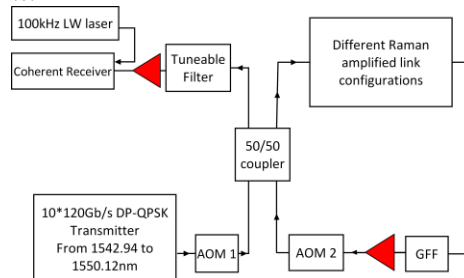 100kHz LW laser
Coherent Receiver
Tuneable
Filter
Different Raman
amplified link
configurations
50/50
coupler
10*120Gb/s DP-QPSK
Transmitter
From 1542.94 to
1550.12nm
AOM 1
AOM 2
GFF